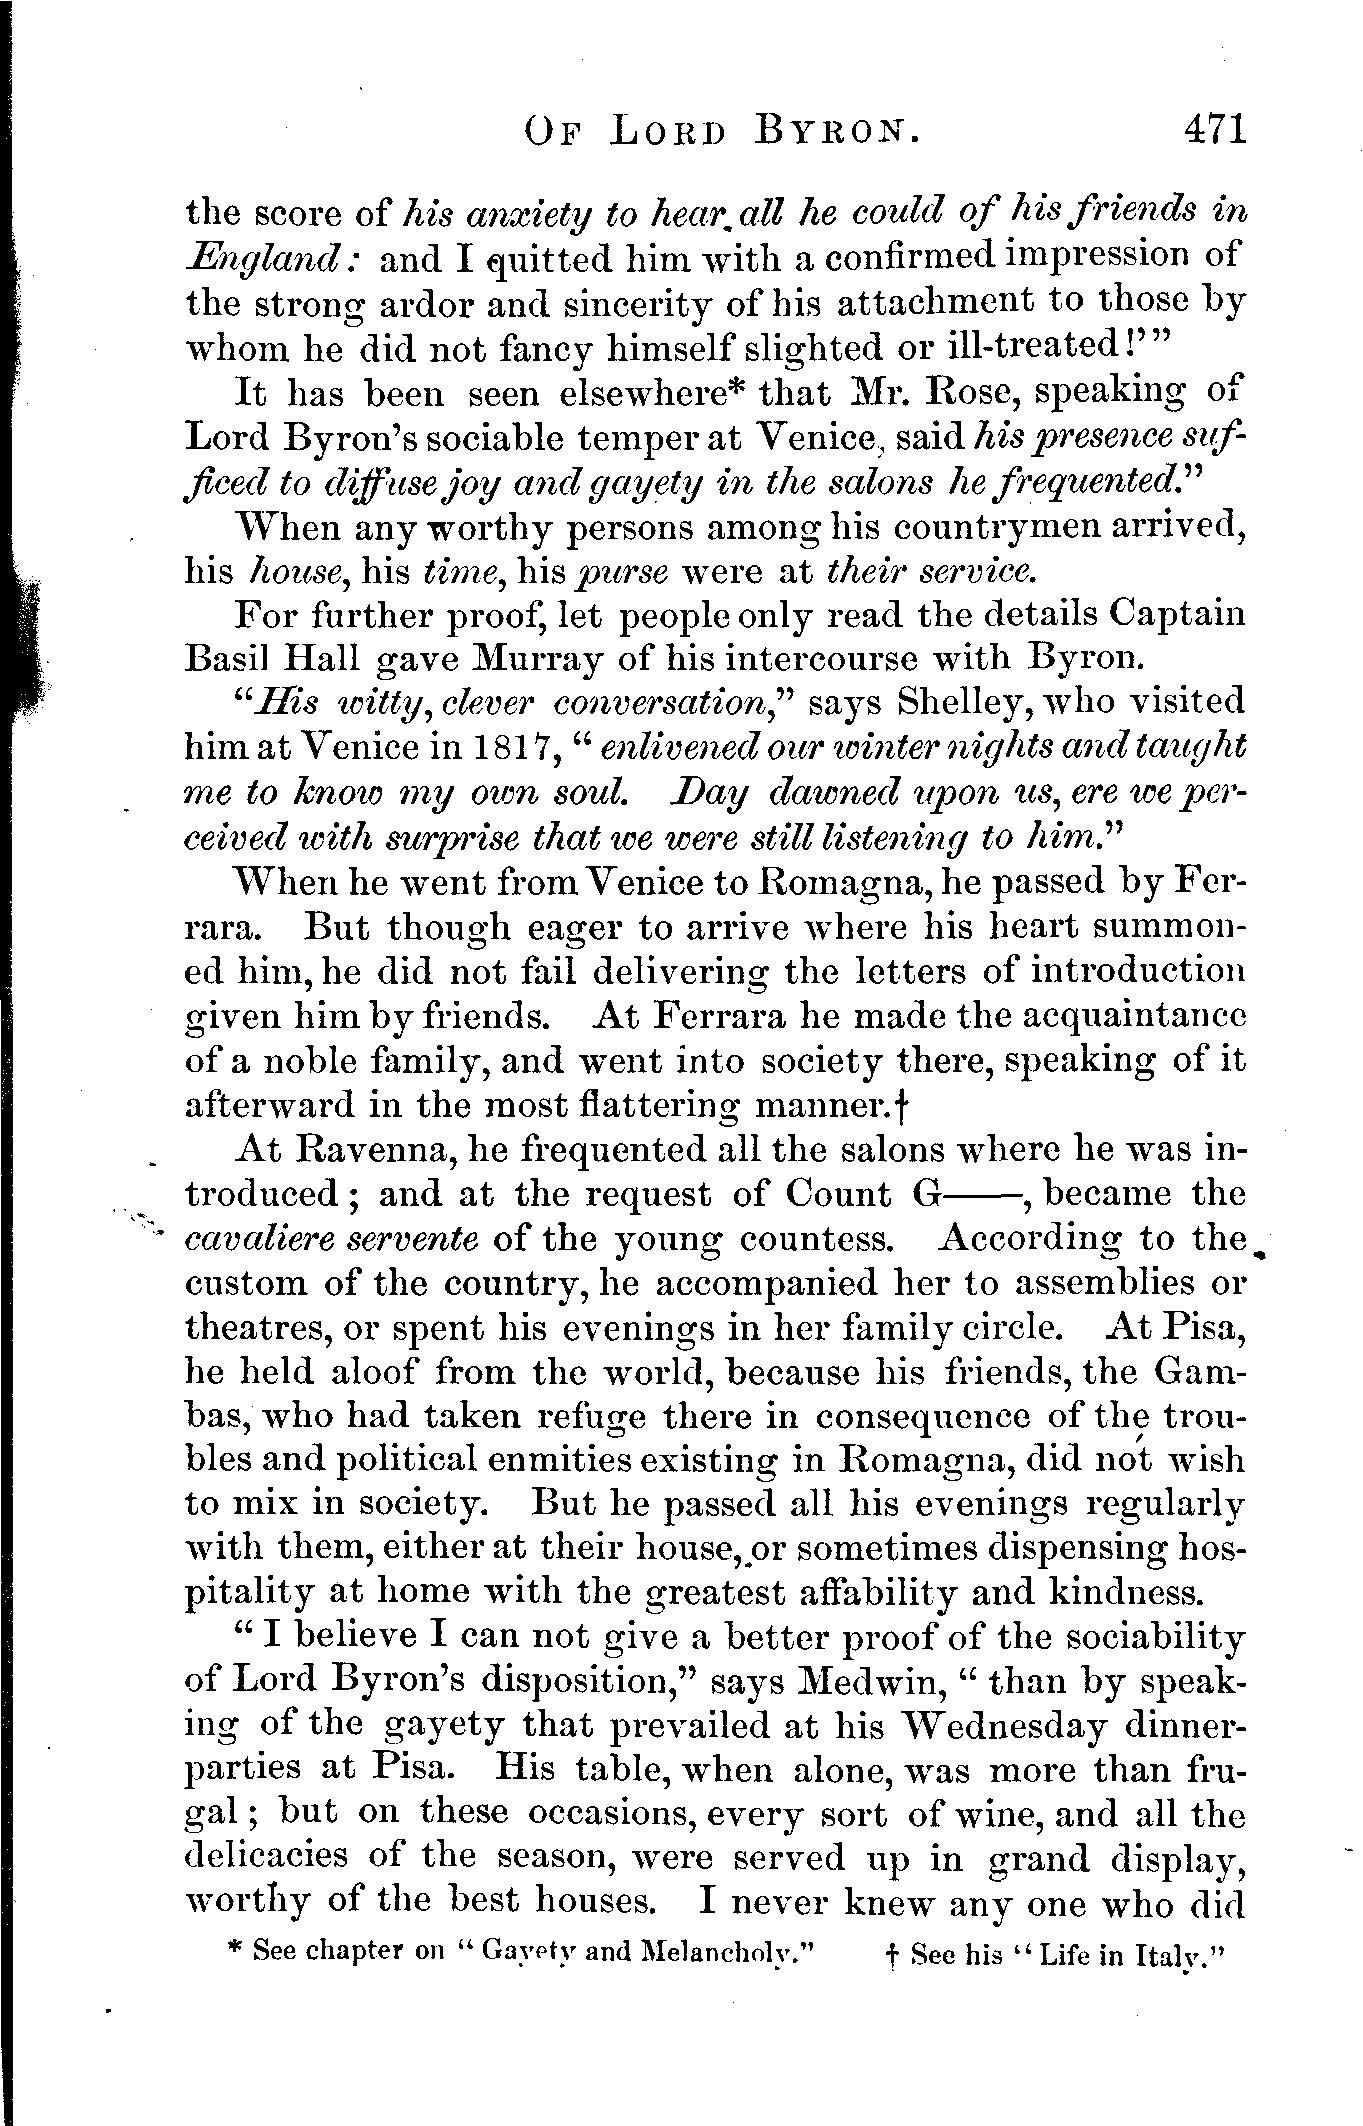 OF LORD BYRON. 471
the score of his anxiety to hear all he could of his friends in
England: and I quitted him with a confirmed impression of
the strong ardor and sincerity of his attachment to those by
whom he did not fancy himself slighted or ill-treated!'"
It has been seen elsewhere* that Mr. Rose, speaking of
Lord Byron's sociable temper at Venice, said his presence suf-
ficed to diffuse joy and gayety in the salons he frequented."
When any worthy persons among his countrymen arrived,
his house, his time, his purse were at their service.
For further proof, let people only read the details Captain
Basil Hall gave Murray of his intercourse with Byron.
"His witty, clever conversation," says Shelley, who visited
him at Venice in 1817, "enlivened our winter nights and taught
me to know my own soul. Day dawned upon us, ere we per-
ceived with surprise that we were still listening to him."
When he went from Venice to Romagna, he passed by Fer-
rara. But though eager to arrive where his heart summon-
ed him, he did not fail delivering the letters of introduction
given him by friends. At Ferrara he made the acquaintance
of a noble family, and went into society there, speaking of it
afterward in the most flattering manner.†
At Ravenna, he frequented all the salons where he was in-
troduced; and at the request of Count G——, became the
cavaliere servente of the young countess. According to the
custom of the country, he accompanied her to assemblies or
theatres, or spent his evenings in her family circle. At Pisa,
he held aloof from the world, because his friends, the Gam-
bas, who had taken refuge there in consequence of the trou-
bles and political enmities existing in Romagna, did not wish
to mix in society. But he passed all his evenings regularly
with them, either at their house, or sometimes dispensing hos-
pitality at home with the greatest affability and kindness.
"I believe I can not give a better proof of the sociability
of Lord Byron's disposition," says Medwin, "than by speak-
ing of the gayety that prevailed at his Wednesday dinner-
parties at Pisa. His table, when alone, was more than fru-
gal; but on these occasions, every sort of wine, and all the
delicacies of the season, were served up in grand display,
worthy of the best houses. I never knew any one who did
* See chapter on "Gayety and Melancholy." † See his "Life in Italy."